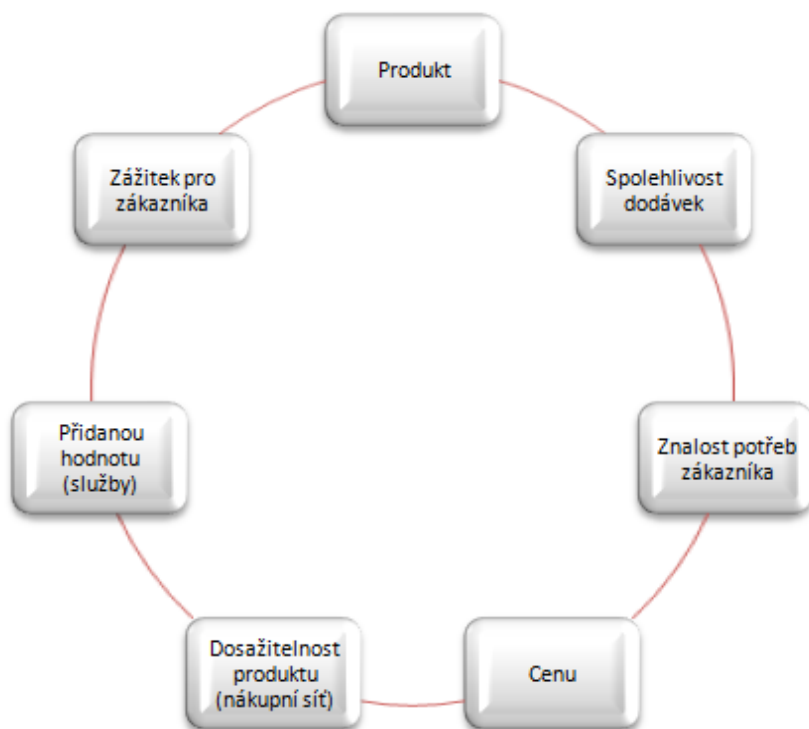 Produkt
Spolehlivost
dodávek
Znalost potřeb
zákazníka
Cenu
Dosažitelnost
produktu
(nákupní síť)
Přidanou
hodnotu
(služby)
Zážitek pro
zákazníka